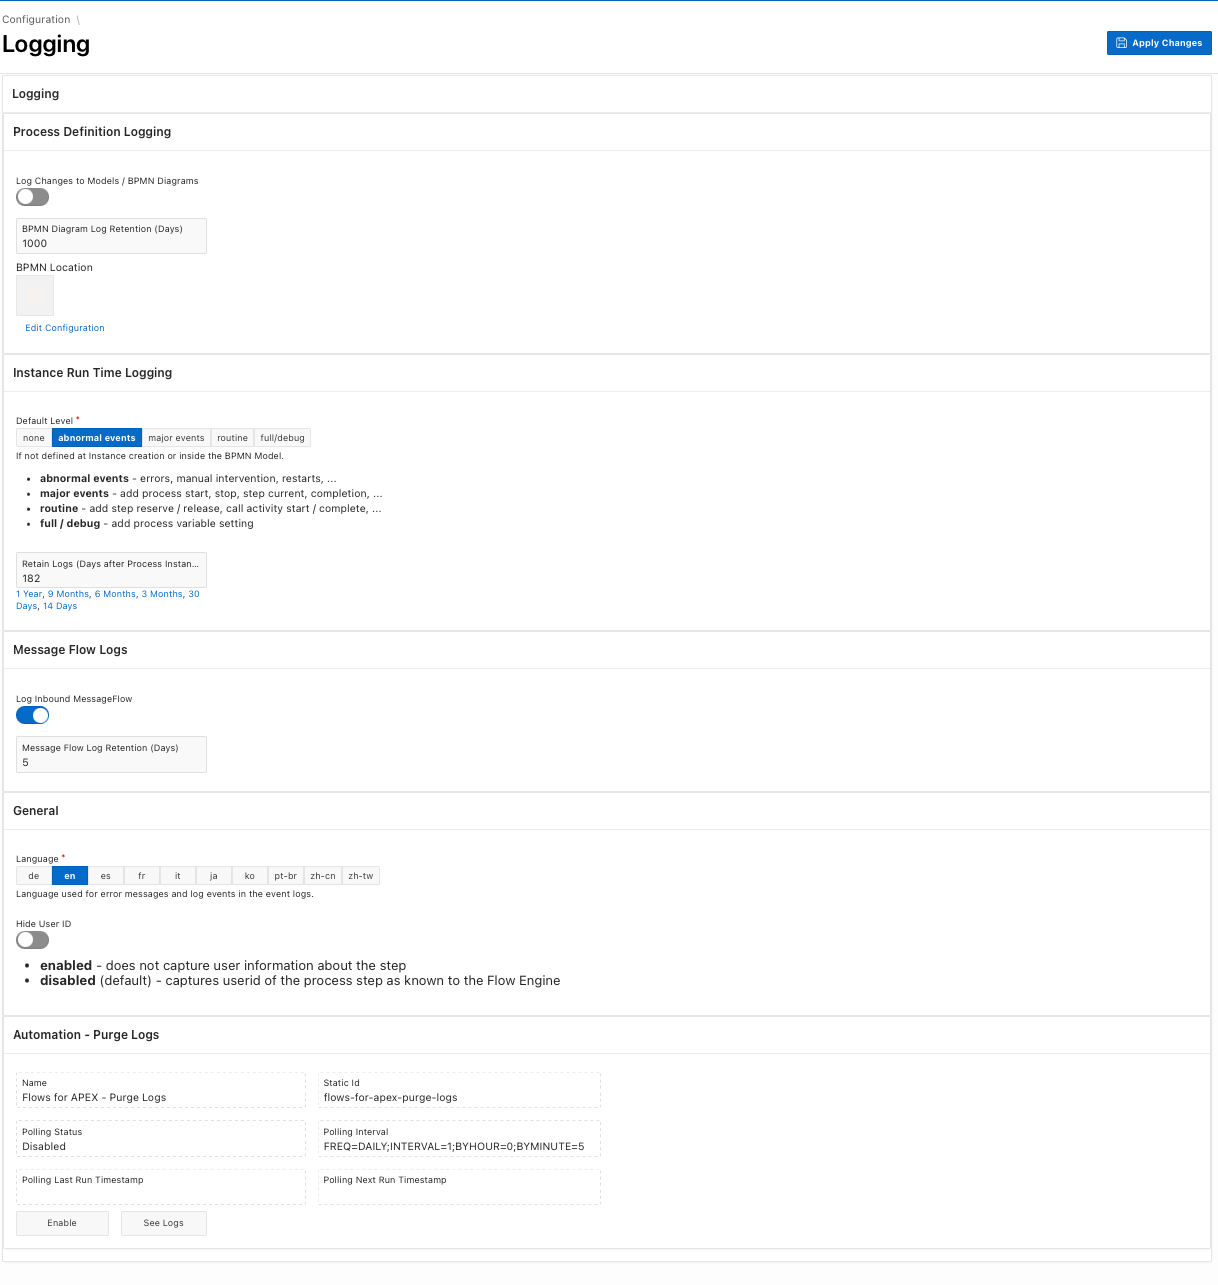 Configuration \
Logging
Apply Changes
Logging
Process Definition Logging
Log Changes to Models / BPMN Diagrams
BPMN Diagram Log Retention (Days)
1000
BPMN Location
Edit Configuration
Instance Run Time Logging
Default Level *
none abnormal events major events routine full/debug
If not defined at Instance creation or inside the BPMN Model.
• abnormal events - errors, manual intervention, restarts, ...
• major events - add process start, stop, step current, completion, ...
• routine - add step reserve / release, call activity start / complete, ...
• full / debug - add process variable setting
Retain Logs (Days after Process Instan...
182
1 Year, 9 Months, 6 Months, 3 Months, 30
Days, 14 Days
Message Flow Logs
Log Inbound MessageFlow
Message Flow Log Retention (Days)
5
General
Language *
de en es fr it ja ko pt-br zh-cn zh-tw
Language used for error messages and log events in the event logs.
Hide User ID
• enabled - does not capture user information about the step
• disabled (default) - captures userid of the process step as known to the Flow Engine
Automation - Purge Logs
Name
Flows for APEX - Purge Logs
Static Id
flows-for-apex-purge-logs
Polling Status
Disabled
Polling Interval
FREQ=DAILY;INTERVAL=1;BYHOUR=0;BYMINUTE=5
Polling Last Run Timestamp
Polling Next Run Timestamp
Enable
See Logs